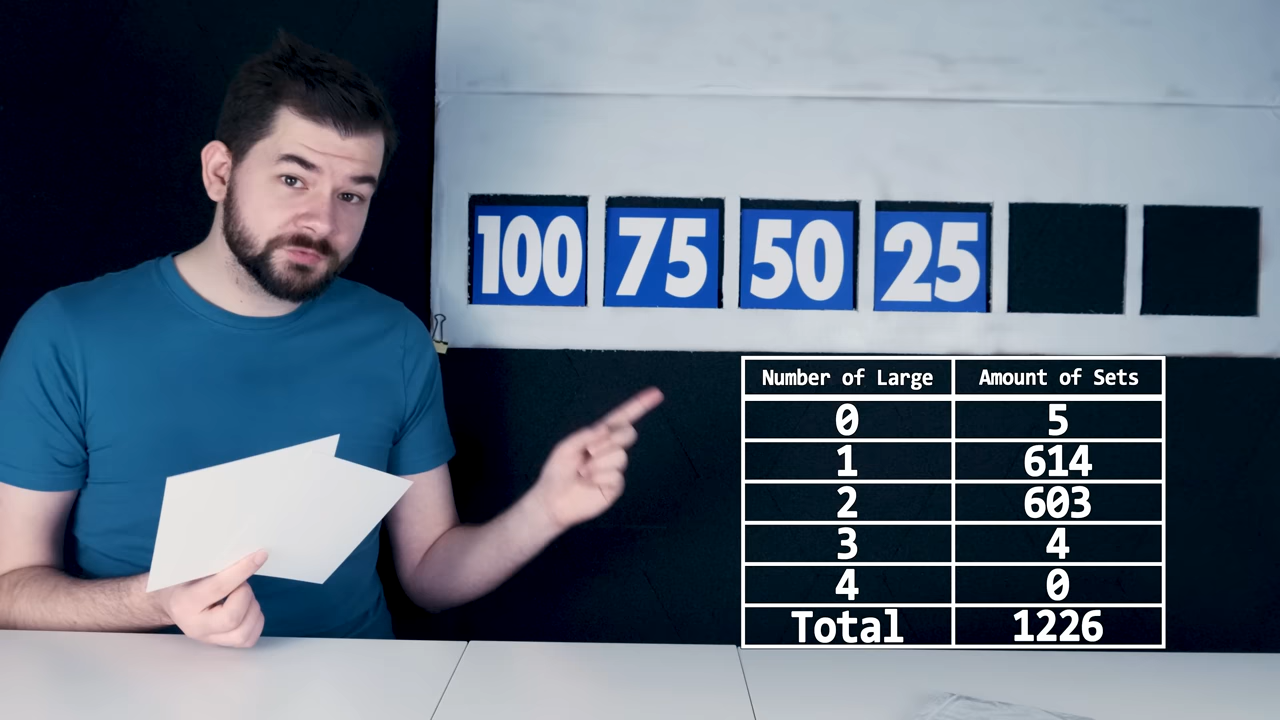 100 75 50 25
Number of Large Amount of Sets
0 5
1 614
2 603
3 4
4 0
Total 1226